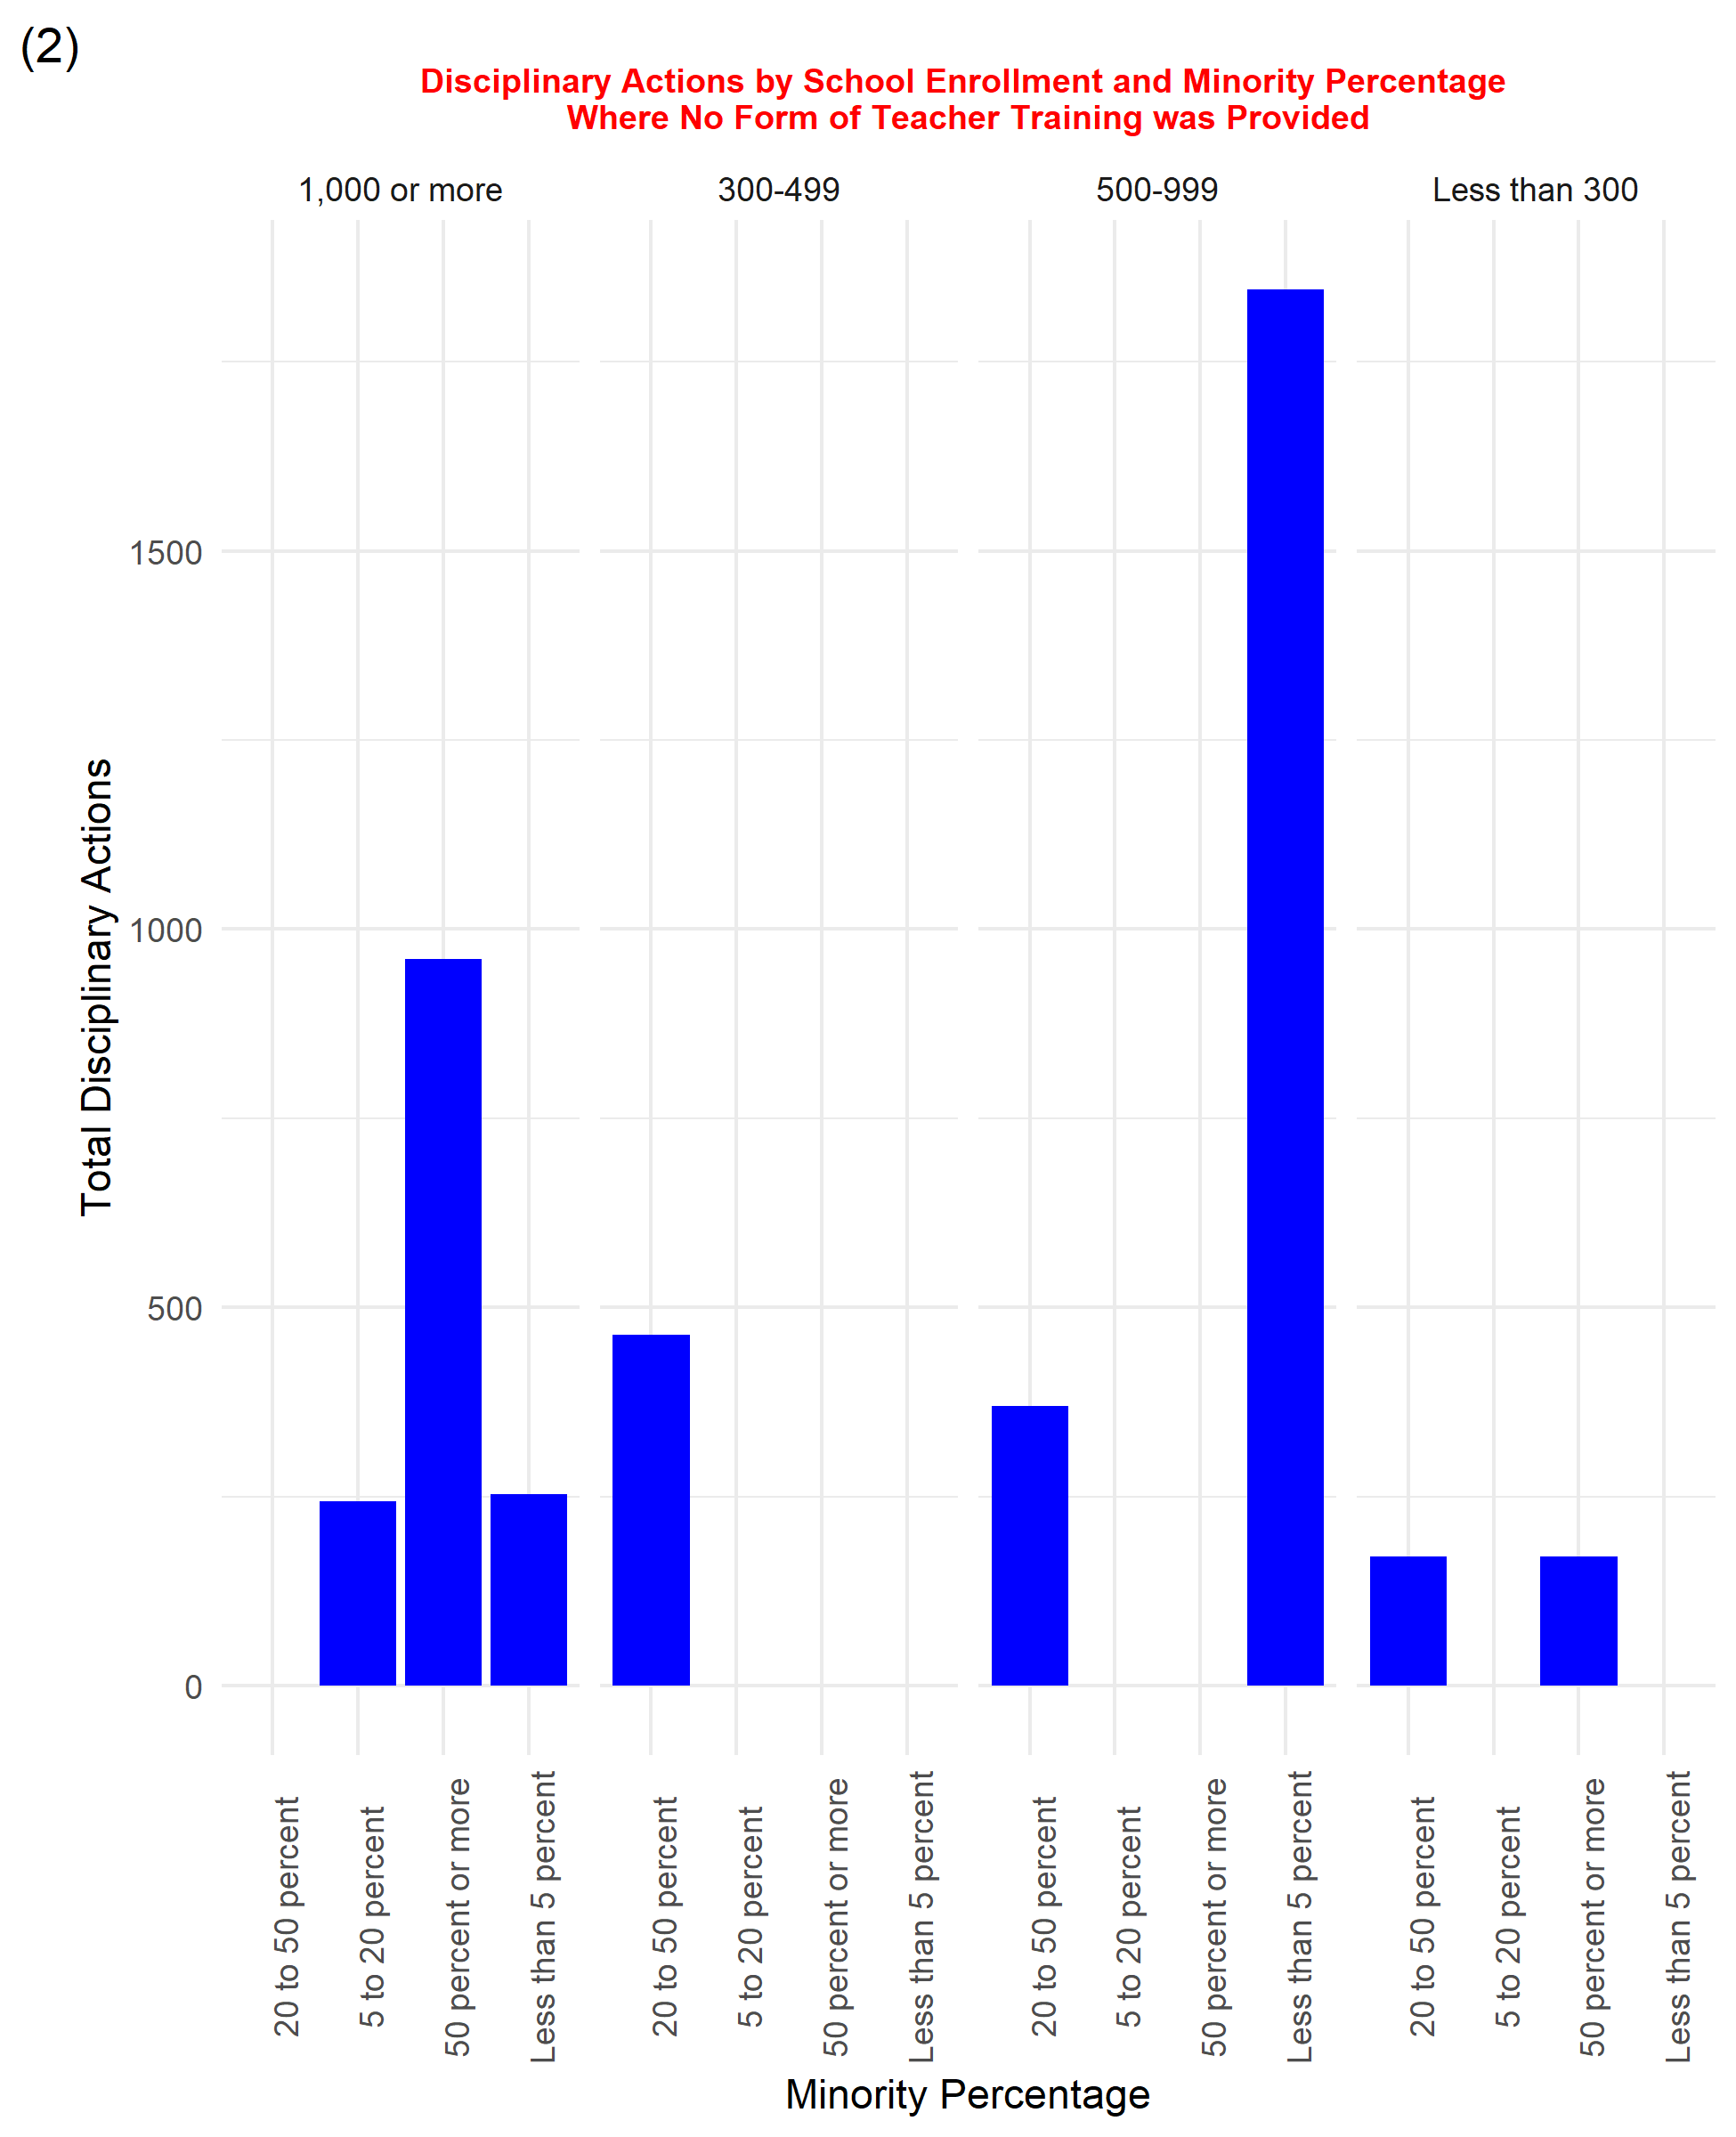 (2)
Disciplinary Actions by School Enrollment and Minority Percentage
Where No Form of Teacher Training was Provided
1,000 or more
300-499
500-999
Less than 300
Total Disciplinary Actions
1500
1000
500
0
20 to 50 percent
5 to 20 percent
50 percent or more
Less than 5 percent
20 to 50 percent
5 to 20 percent
50 percent or more
Less than 5 percent
20 to 50 percent
5 to 20 percent
50 percent or more
Less than 5 percent
20 to 50 percent
5 to 20 percent
50 percent or more
Less than 5 percent
Minority Percentage